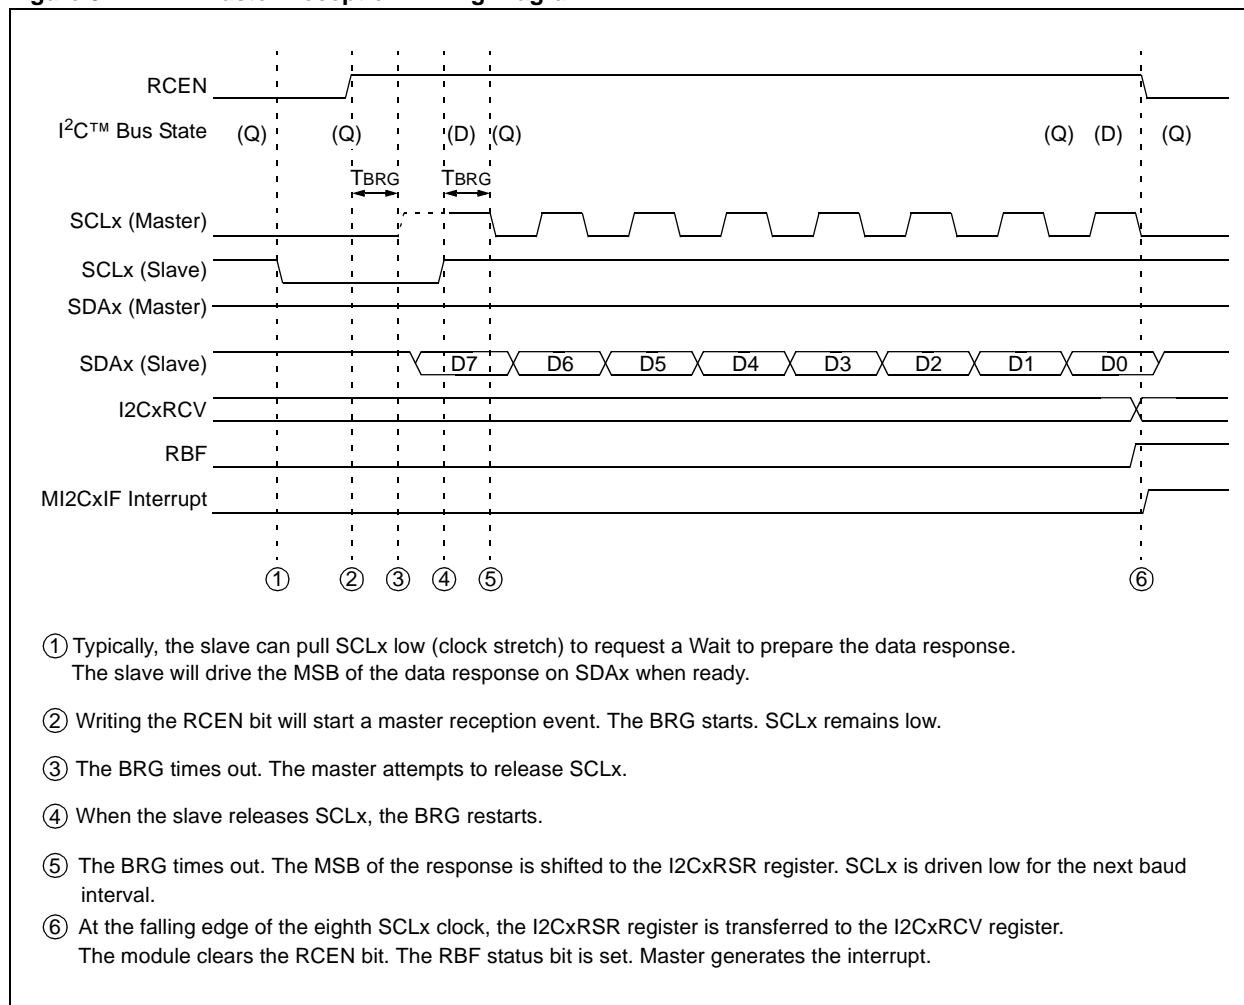 RCEN
I²C™ Bus State (Q) (Q) (D) (Q) (Q) (D) (Q)
TBRG TBRG
SCLx (Master)
SCLx (Slave)
SDAx (Master)
SDAx (Slave) D7 D6 D5 D4 D3 D2 D1 D0
I2CxRCV
RBF
MI2CxIF Interrupt
① ② ③ ④ ⑤ ⑥
① Typically, the slave can pull SCLx low (clock stretch) to request a Wait to prepare the data response.
The slave will drive the MSB of the data response on SDAx when ready.
② Writing the RCEN bit will start a master reception event. The BRG starts. SCLx remains low.
③ The BRG times out. The master attempts to release SCLx.
④ When the slave releases SCLx, the BRG restarts.
⑤ The BRG times out. The MSB of the response is shifted to the I2CxRSR register. SCLx is driven low for the next baud
interval.
⑥ At the falling edge of the eighth SCLx clock, the I2CxRSR register is transferred to the I2CxRCV register.
The module clears the RCEN bit. The RBF status bit is set. Master generates the interrupt.